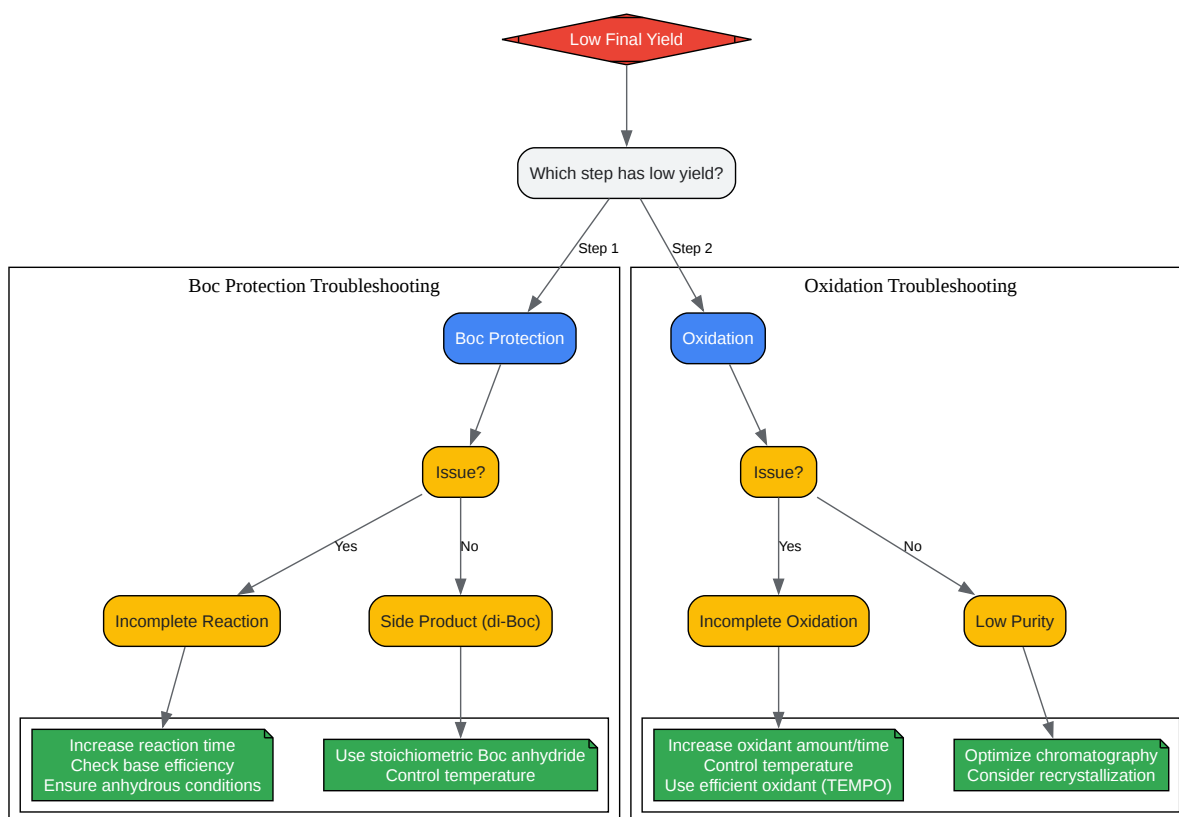 Low Final Yield
Which step has low yield?
Step 1
Step 2
Boc Protection Troubleshooting
Oxidation Troubleshooting
Boc Protection
Oxidation
Issue?
Issue?
Yes
No
Yes
No
Incomplete Reaction
Side Product (di-Boc)
Incomplete Oxidation
Low Purity
Increase reaction time
Check base efficiency
Ensure anhydrous conditions
Use stoichiometric Boc anhydride
Control temperature
Increase oxidant amount/time
Control temperature
Use efficient oxidant (TEMPO)
Optimize chromatography
Consider recrystallization